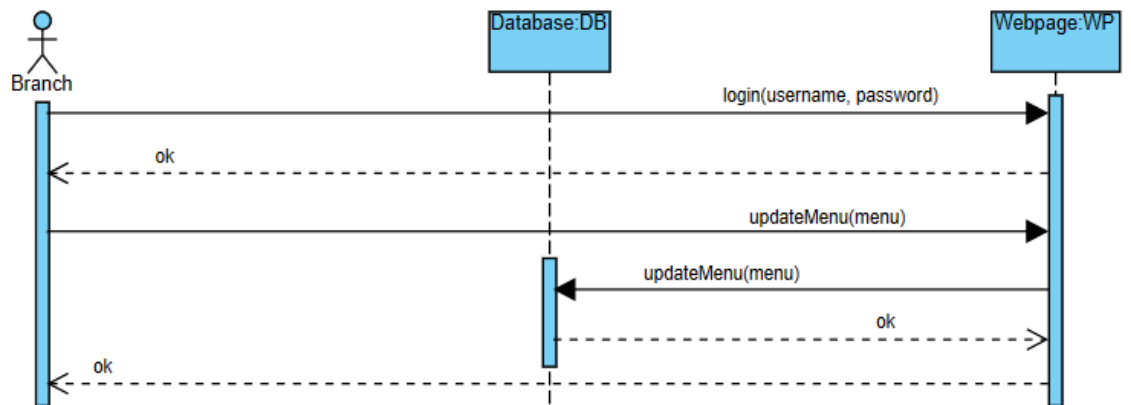 Database:DB
Webpage:WP
Branch
login(username, password)
ok
updateMenu(menu)
updateMenu(menu)
ok
ok